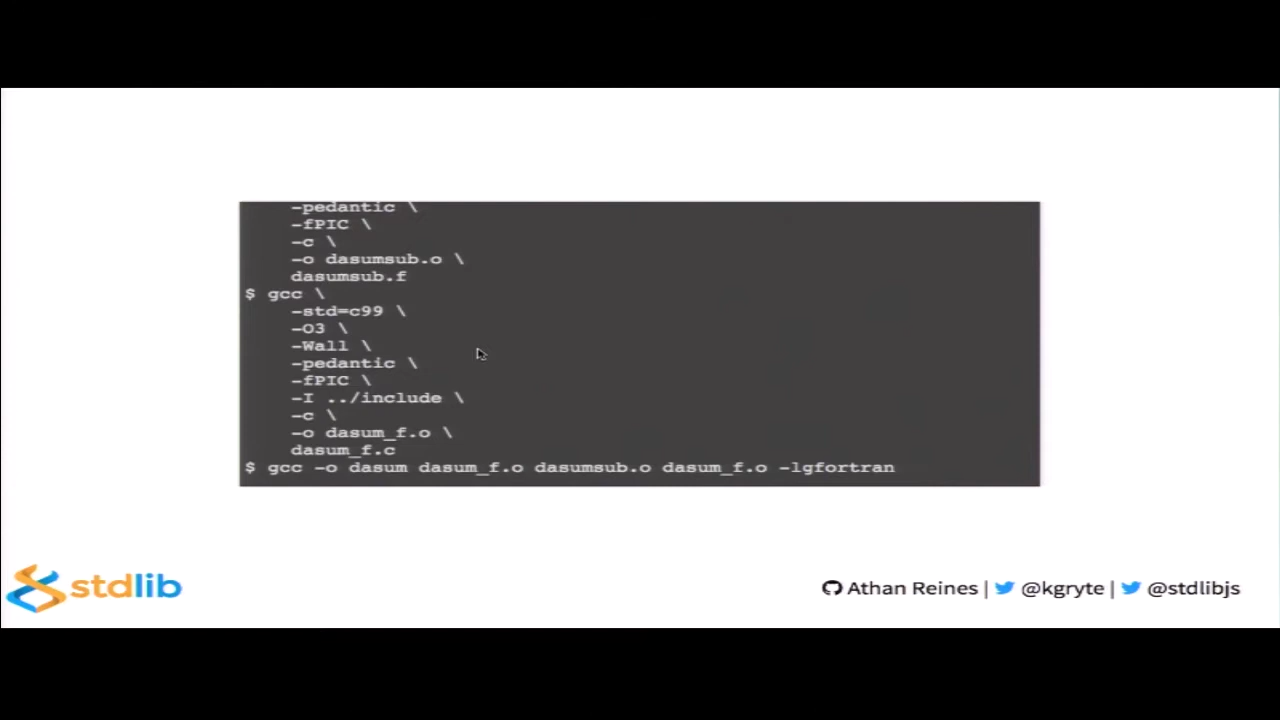 -pedantic \
-fPIC \
-c \
-o dasumsub.o \
dasumsub.f
$ gcc \
-std=c99 \
-O3 \
-Wall \
-pedantic \
-fPIC \
-I ../include \
-c \
-o dasum_f.o \
dasum_f.c
$ gcc -o dasum dasum_f.o dasumsub.o dasum_f.o -lgfortran
stdlib
Athan Reines | @kgryte | @stdlibjs